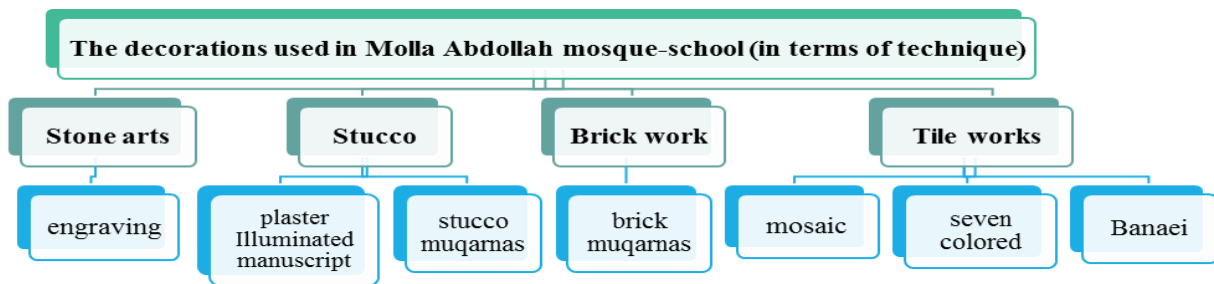 The decorations used in Molla Abdollah mosque-school (in terms of technique)
Stone arts
Stucco
Brick work
Tile works
engraving
plaster
Illuminated
manuscript
stucco
muqarnas
brick
muqarnas
mosaic
seven
colored
Banaei